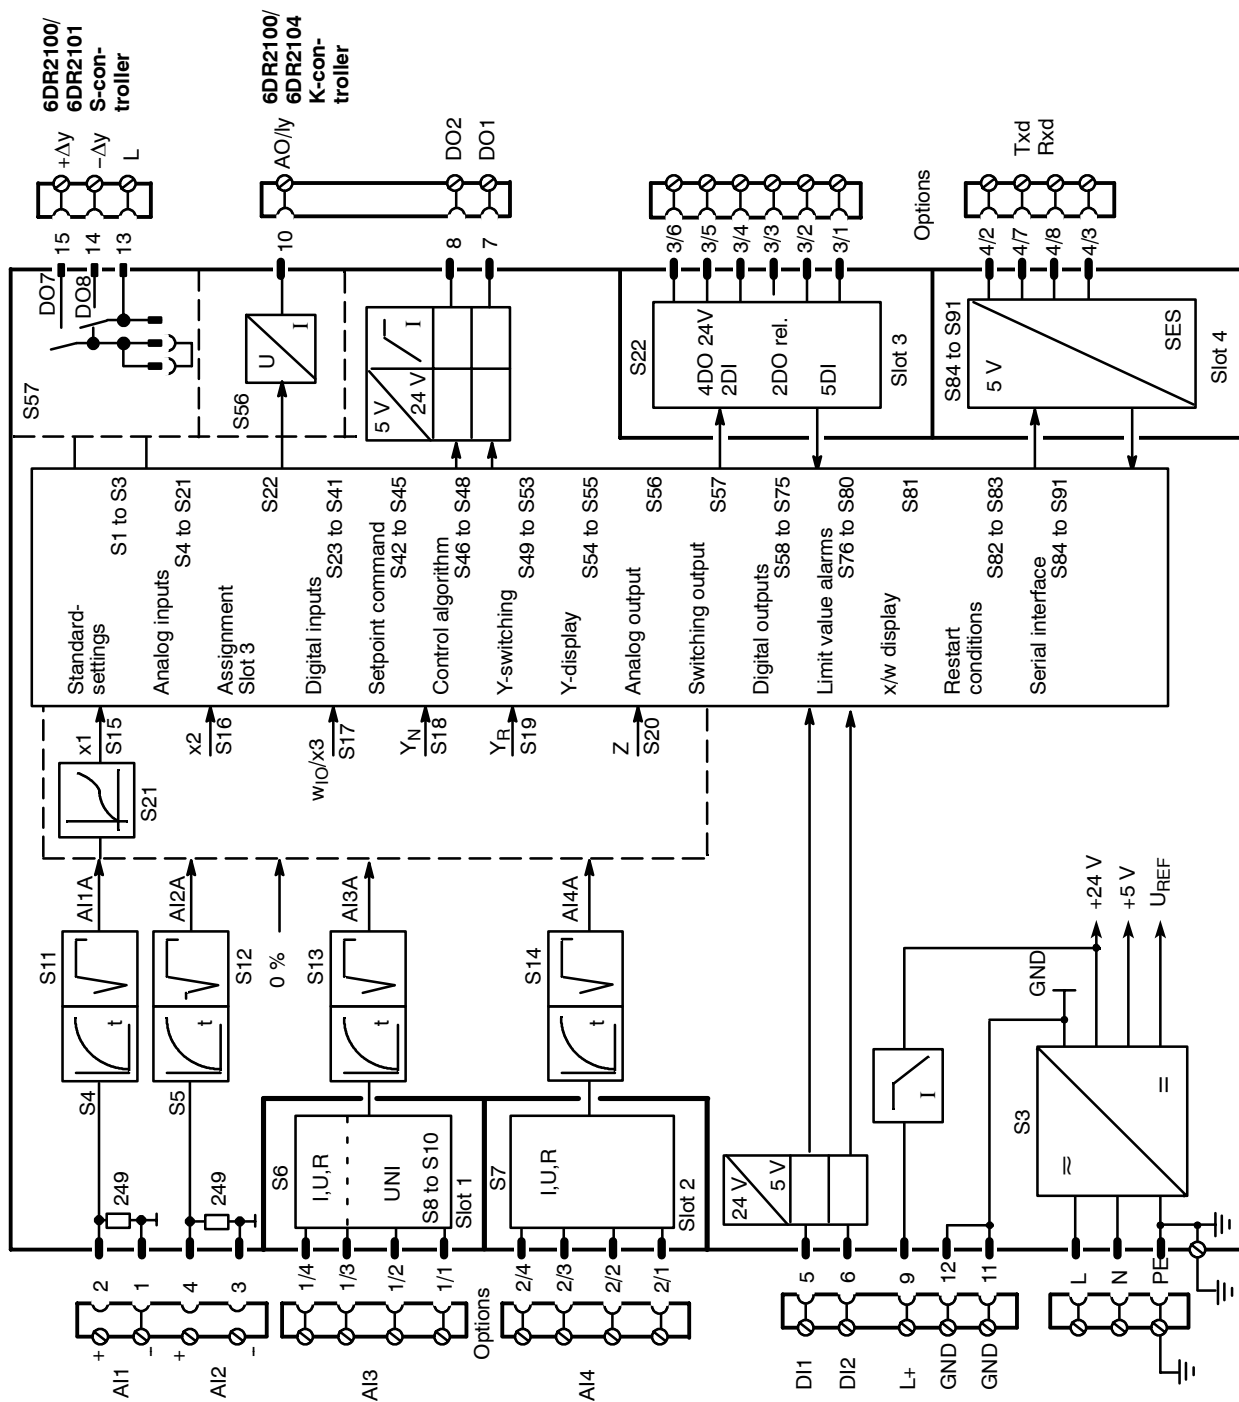 6DR2100/
6DR2101
S-con-
troller
+Δy
−Δy
L
15
14
13
DO7
DO8
S57
6DR2100/
6DR2104
K-con-
troller
AO/Iy
10
U
I
S56
DO2
DO1
8
7
5 V
24 V
I
3/6
3/5
3/4
3/3
3/2
3/1
S22
4DO 24V
2DI
2DO rel.
5DI
Slot 3
Options
Txd
Rxd
4/2
4/7
4/8
4/3
S84 to S91
5 V
SES
Slot 4
Standard-
settings
S1 to S3
Analog inputs
S4 to S21
Assignment
Slot 3
S22
Digital inputs
S23 to S41
Setpoint command
S42 to S45
Control algorithm
S46 to S48
Y-switching
S49 to S53
Y-display
S54 to S55
Analog output
S56
Switching output
S57
Digital outputs
S58 to S75
Limit value alarms
S76 to S80
x/w display
S81
Restart
conditions
S82 to S83
Serial interface
S84 to S91
x1
S15
x2
S16
wIO/x3
S17
YN
S18
YR
S19
Z
S20
S21
AI1A
AI2A
0 %
AI3A
AI4A
S11
t
S4
S12
t
S5
S13
t
S14
t
249
249
S6
I,U,R
UNI
S8 to S10
Slot 1
S7
I,U,R
Slot 2
24 V
5 V
I
GND
+24 V
+5 V
UREF
S3
≈
=
2
1
4
3
1/4
1/3
1/2
1/1
Options
2/4
2/3
2/2
2/1
5
6
9
12
11
L
N
PE
+
−
+
−
AI1
AI2
AI3
AI4
DI1
DI2
L+
GND
GND